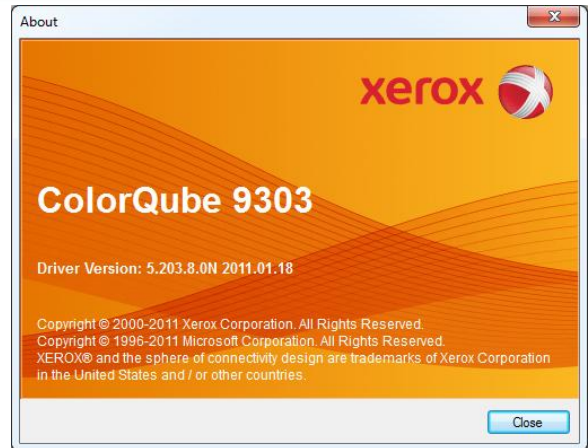 About
xerox
ColorQube 9303
Driver Version: 5.203.8.0N 2011.01.18
Copyright © 2000-2011 Xerox Corporation. All Rights Reserved.
Copyright © 1996-2011 Microsoft Corporation. All Rights Reserved.
XEROX® and the sphere of connectivity design are trademarks of Xerox Corporation
in the United States and / or other countries.
Close